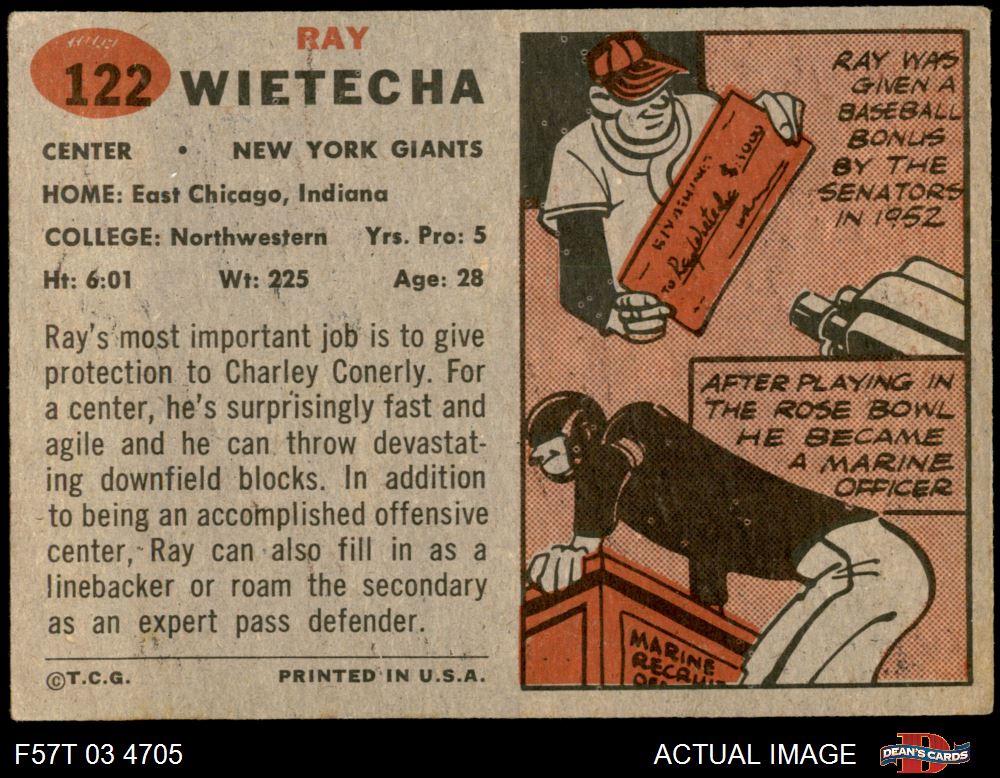 RAY
122 WIETECHA
CENTER • NEW YORK GIANTS
HOME: East Chicago, Indiana
COLLEGE: Northwestern Yrs. Pro: 5
Ht: 6:01 Wt: 225 Age: 28
Ray's most important job is to give
protection to Charley Conerly. For
a center, he's surprisingly fast and
agile and he can throw devastat-
ing downfield blocks. In addition
to being an accomplished offensive
center, Ray can also fill in as a
linebacker or roam the secondary
as an expert pass defender.
©T.C.G. PRINTED IN U.S.A.
RAY WAS
GIVEN A
BASEBALL
BONUS
BY THE
SENATORS
IN 1952
TO Ray Wietecha
AFTER PLAYING IN
THE ROSE BOWL
HE BECAME
A MARINE
OFFICER
MARINE
RECRUIT
F57T 03 4705 ACTUAL IMAGE DEAN'S CARDS